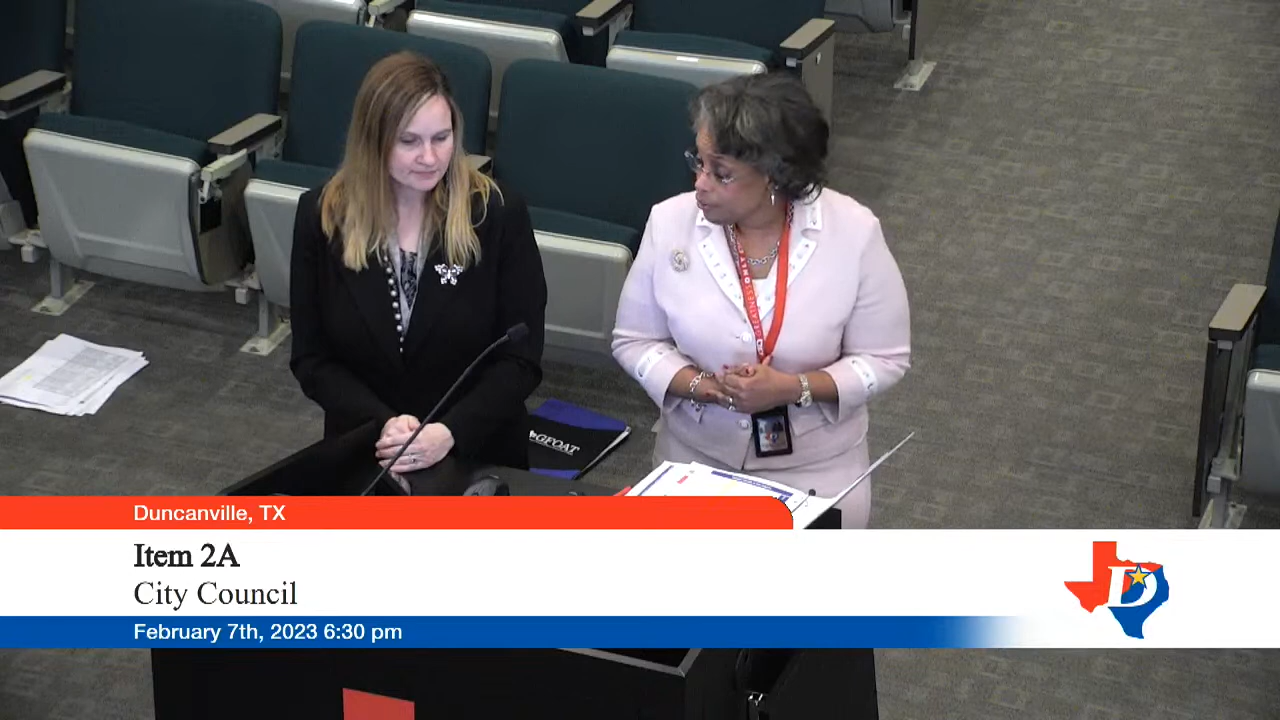 GFOAT
Duncanville, TX
Item 2A
City Council
February 7th, 2023 6:30 pm
D